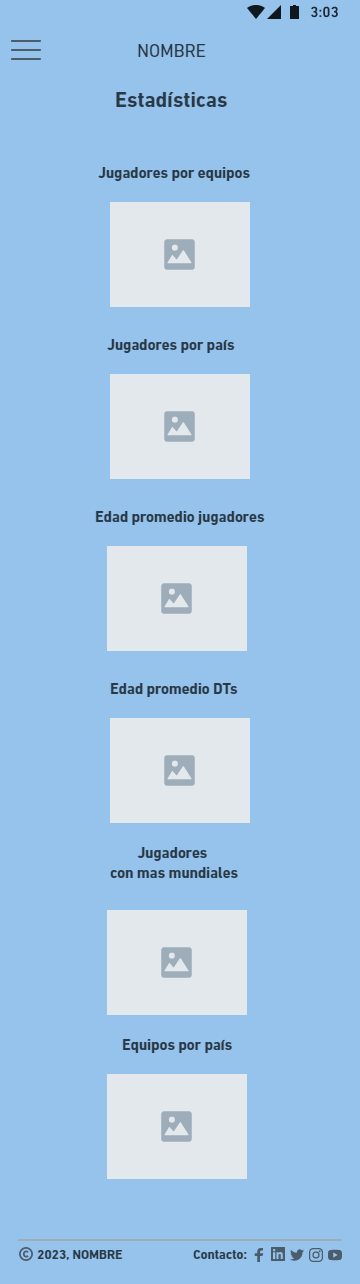 3:03
NOMBRE
Estadísticas
Jugadores por equipos
Jugadores por país
Edad promedio jugadores
Edad promedio DTs
Jugadores
con mas mundiales
Equipos por país
© 2023, NOMBRE Contacto: